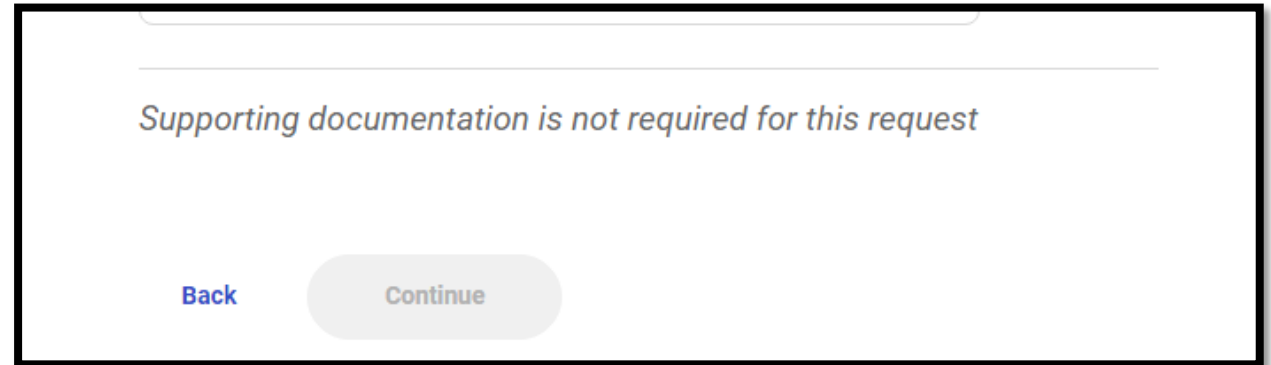 Supporting documentation is not required for this request
Back Continue